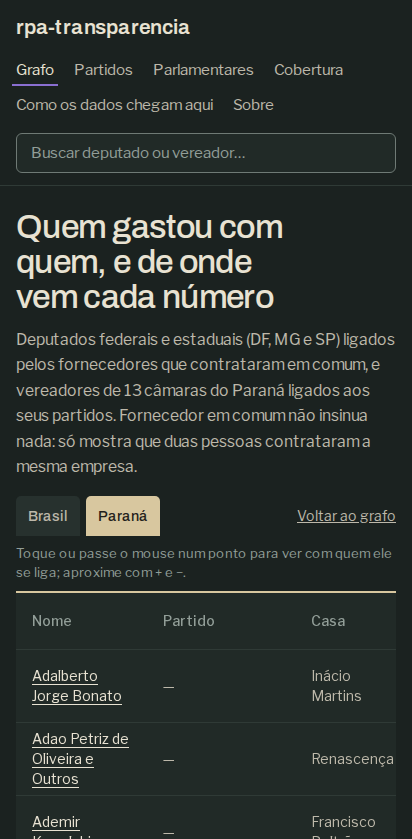 rpa-transparencia
Grafo Partidos Parlamentares Cobertura
Como os dados chegam aqui Sobre
Buscar deputado ou vereador…
Quem gastou com
quem, e de onde
vem cada número
Deputados federais e estaduais (DF, MG e SP) ligados
pelos fornecedores que contrataram em comum, e
vereadores de 13 câmaras do Paraná ligados aos
seus partidos. Fornecedor em comum não insinua
nada: só mostra que duas pessoas contrataram a
mesma empresa.
Brasil Paraná Voltar ao grafo
Toque ou passe o mouse num ponto para ver com quem ele
se liga; aproxime com + e −.
Nome Partido Casa
Adalberto
Jorge Bonato
—
Inácio
Martins
Adao Petriz de
Oliveira e
Outros
—
Renascença
Ademir
—
Francisco